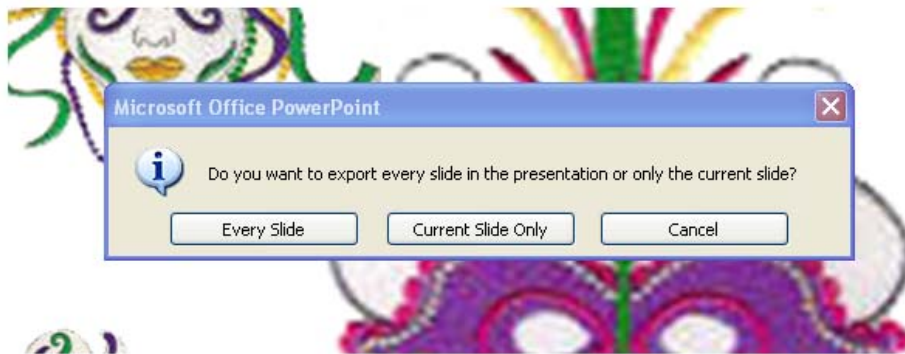 Microsoft Office PowerPoint
Do you want to export every slide in the presentation or only the current slide?
Every Slide
Current Slide Only
Cancel